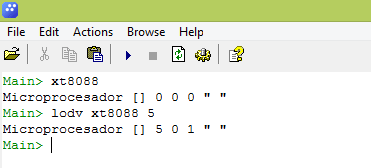 File Edit Actions Browse Help
Main> xt8088
Microprocesador [] 0 0 0 " "
Main> lodv xt8088 5
Microprocesador [] 5 0 1 " "
Main>